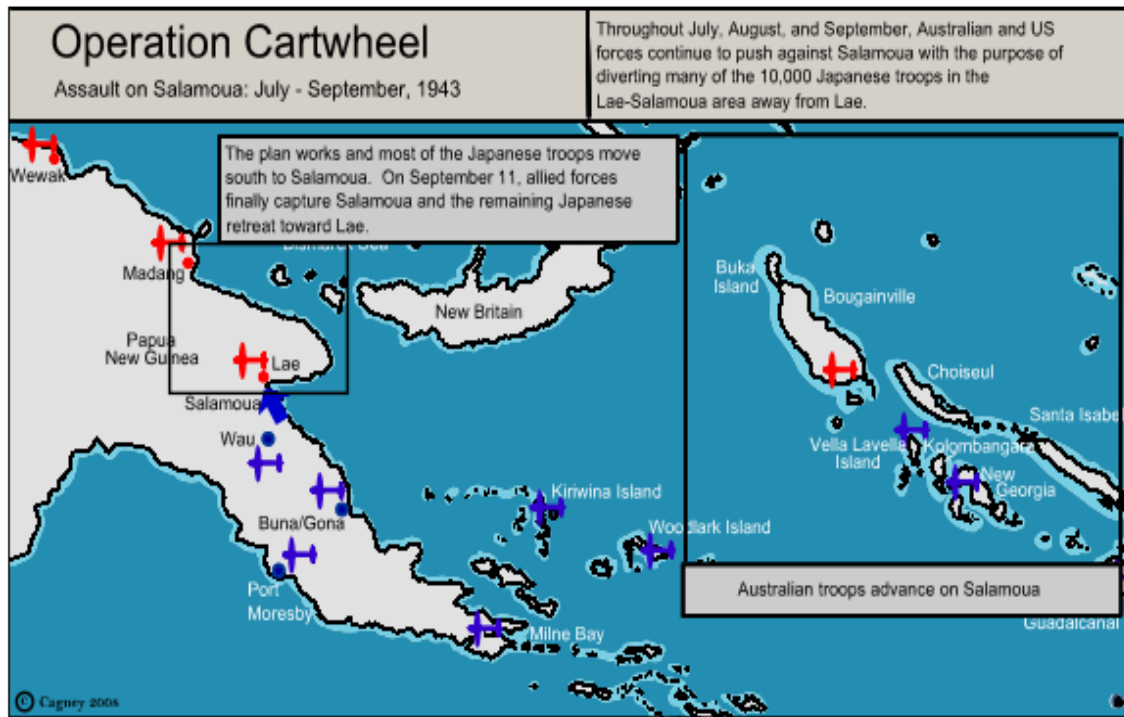 Operation Cartwheel
Assault on Salamoua: July - September, 1943
Throughout July, August, and September, Australian and US
forces continue to push against Salamoua with the purpose of
diverting many of the 10,000 Japanese troops in the
Lae-Salamoua area away from Lae.
The plan works and most of the Japanese troops move
south to Salamoua. On September 11, allied forces
finally capture Salamoua and the remaining Japanese
retreat toward Lae.
Wewak
Bismarck Sea
Madang
Buka
Island
Bougainville
New Britain
Papua
New Guinea
Lae
Choiseul
Salamoua
Santa Isabel
Wau
Vella Lavella
Island
Kolombangara
New
Georgia
Kiriwina Island
Buna/Gona
Woodlark Island
Port
Moresby
Australian troops advance on Salamoua
Guadalcanal
Milne Bay
© Cagney 2008